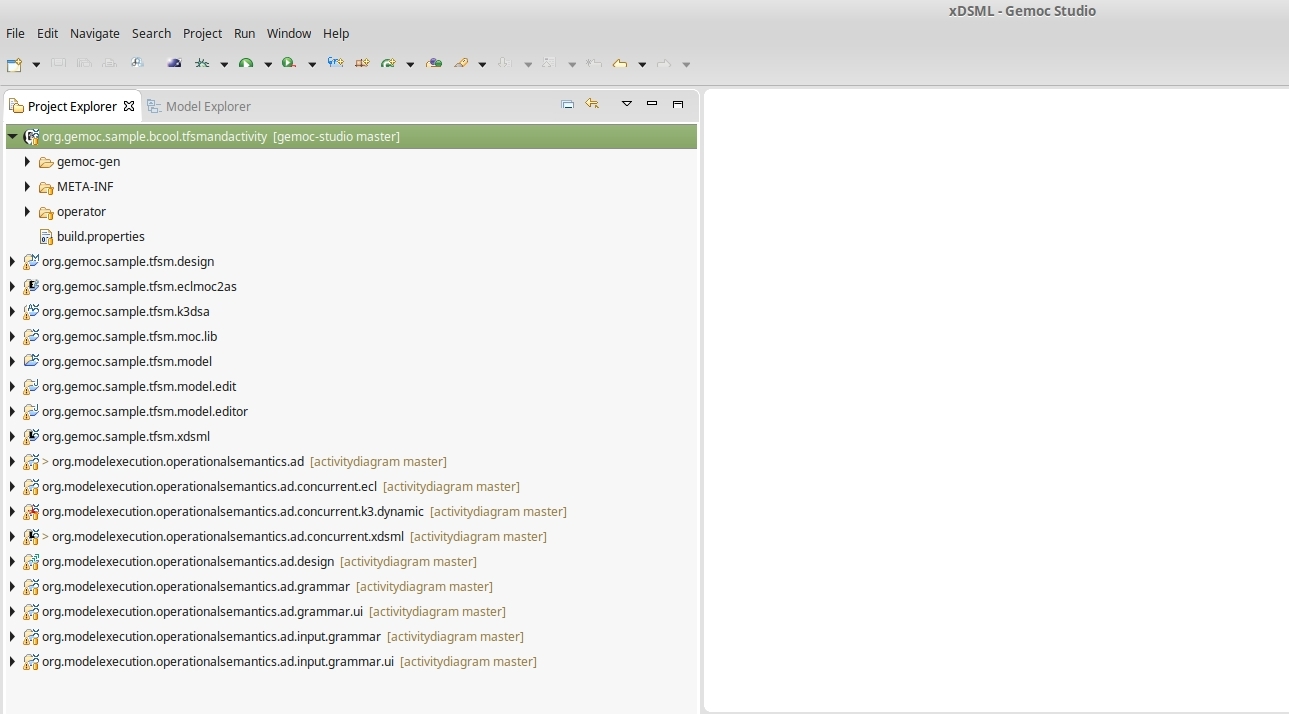 xDSML - Gemoc Studio
File Edit Navigate Search Project Run Window Help
Project Explorer Model Explorer
org.gemoc.sample.bcool.tfsmandactivity [gemoc-studio master]
gemoc-gen
META-INF
operator
build.properties
org.gemoc.sample.tfsm.design
org.gemoc.sample.tfsm.eclmoc2as
org.gemoc.sample.tfsm.k3dsa
org.gemoc.sample.tfsm.moc.lib
org.gemoc.sample.tfsm.model
org.gemoc.sample.tfsm.model.edit
org.gemoc.sample.tfsm.model.editor
org.gemoc.sample.tfsm.xdsml
> org.modelexecution.operationalsemantics.ad [activitydiagram master]
org.modelexecution.operationalsemantics.ad.concurrent.ecl [activitydiagram master]
org.modelexecution.operationalsemantics.ad.concurrent.k3.dynamic [activitydiagram master]
> org.modelexecution.operationalsemantics.ad.concurrent.xdsml [activitydiagram master]
org.modelexecution.operationalsemantics.ad.design [activitydiagram master]
org.modelexecution.operationalsemantics.ad.grammar [activitydiagram master]
org.modelexecution.operationalsemantics.ad.grammar.ui [activitydiagram master]
org.modelexecution.operationalsemantics.ad.input.grammar [activitydiagram master]
org.modelexecution.operationalsemantics.ad.input.grammar.ui [activitydiagram master]